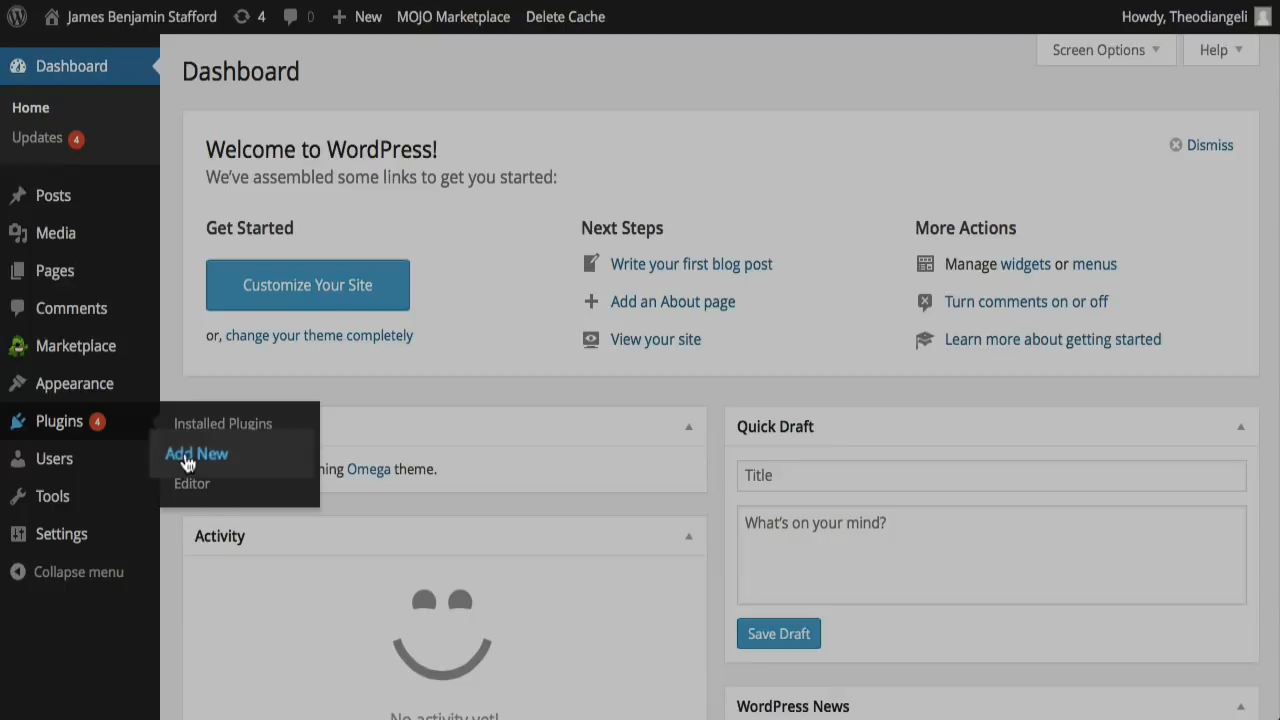 James Benjamin Stafford 4 0 New MOJO Marketplace Delete Cache Howdy, Theodiangeli
Dashboard
Home
Updates 4
Posts
Media
Pages
Comments
Marketplace
Appearance
Plugins 4
Users
Tools
Settings
Collapse menu
Installed Plugins
Add New
Editor
Screen Options Help
Dashboard
Welcome to WordPress!
Dismiss
We've assembled some links to get you started:
Get Started
Customize Your Site
or, change your theme completely
Next Steps
Write your first blog post
Add an About page
View your site
More Actions
Manage widgets or menus
Turn comments on or off
Learn more about getting started
Omega theme.
Activity
No activity yet!
Quick Draft
Title
What's on your mind?
Save Draft
WordPress News